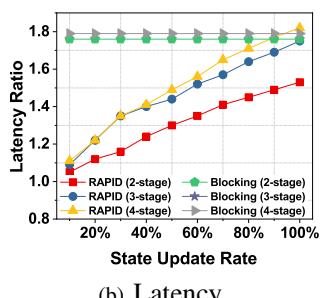 1.8
1.6
1.4
1.2
1.0
0.8
Latency Ratio
RAPID (2-stage) Blocking (2-stage)
RAPID (3-stage) Blocking (3-stage)
RAPID (4-stage) Blocking (4-stage)
20% 40% 60% 80% 100%
State Update Rate
(b) Latency